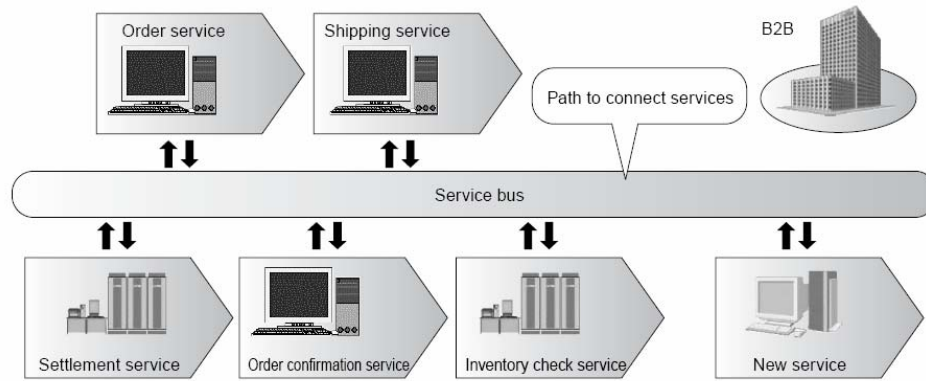 Order service
Shipping service
B2B
Path to connect services
Service bus
Settlement service
Order confirmation service
Inventory check service
New service